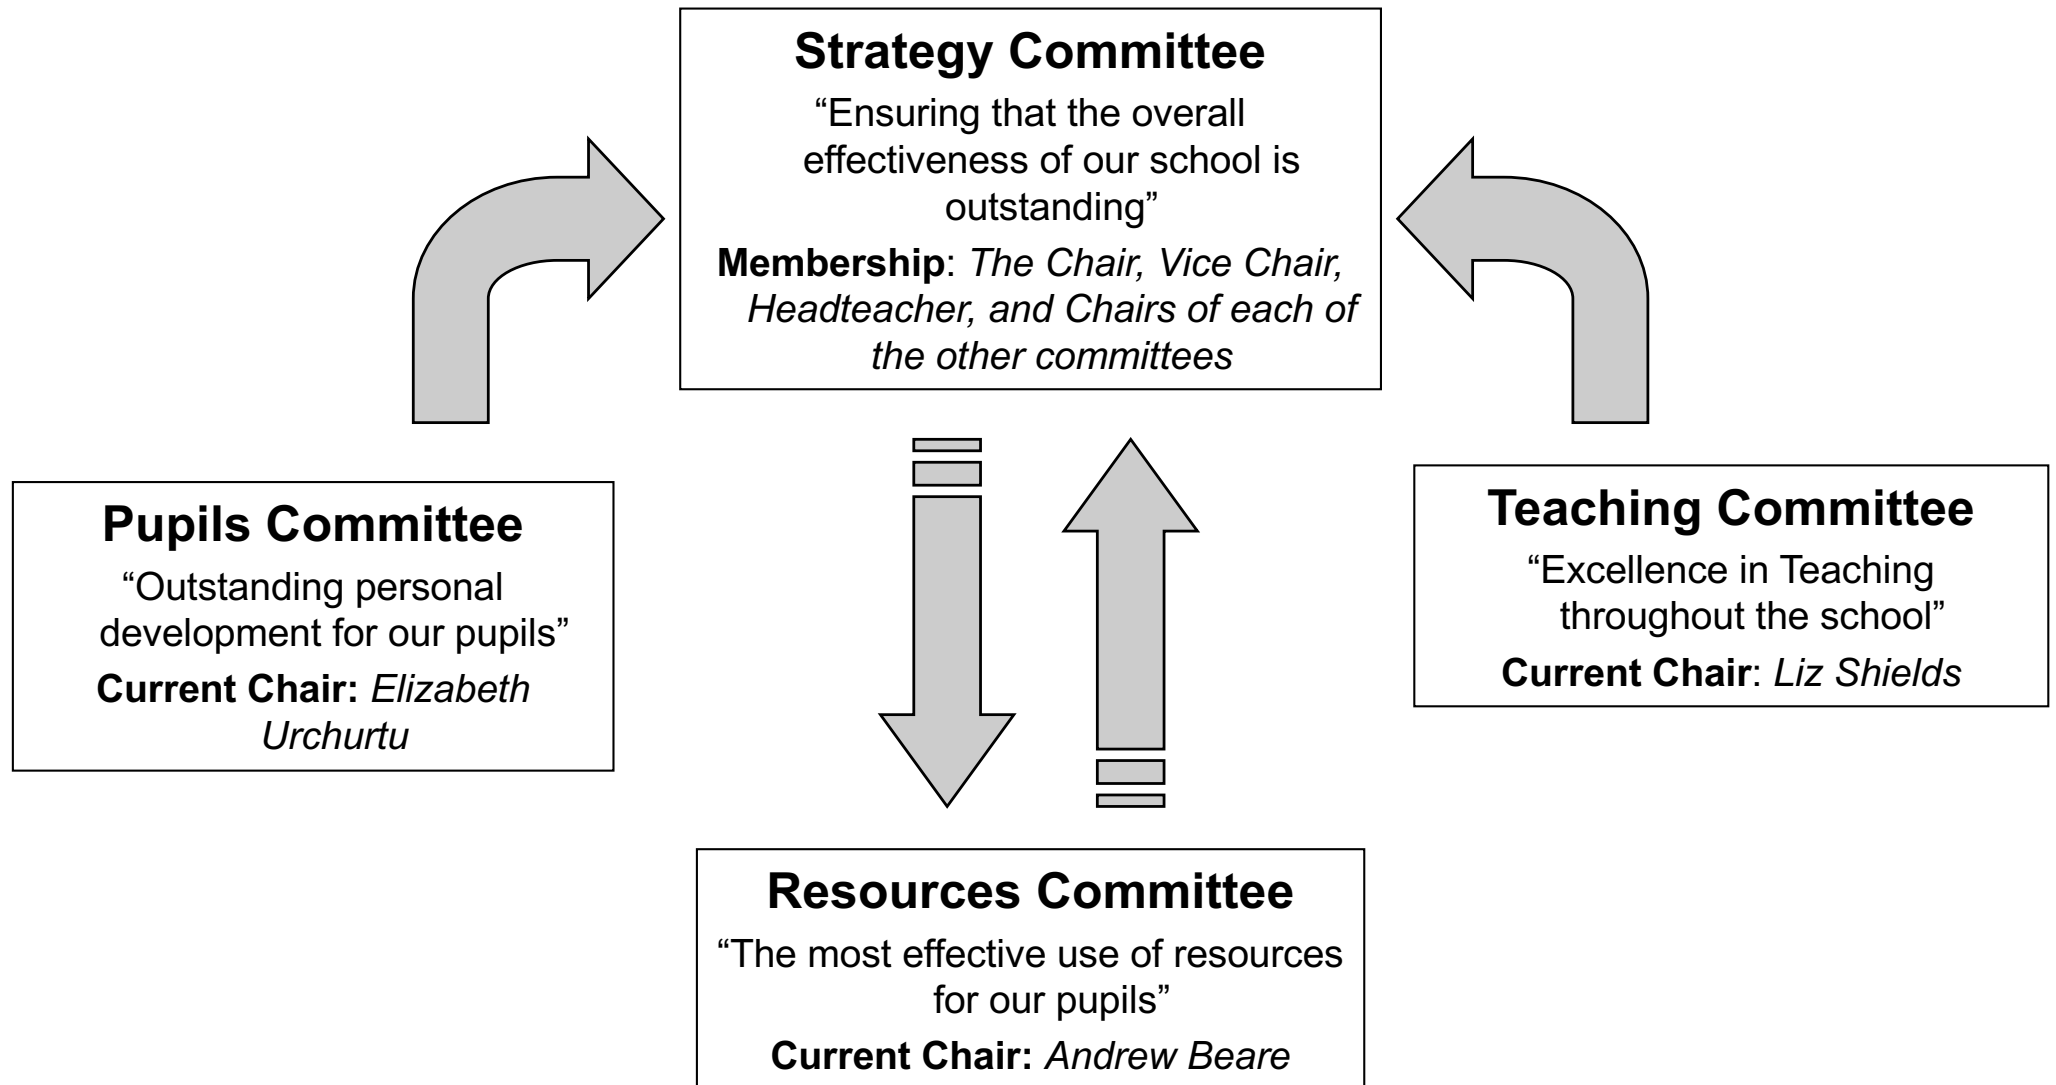 Strategy Committee
“Ensuring that the overall
effectiveness of our school is
outstanding”
Membership: The Chair, Vice Chair,
Headteacher, and Chairs of each of
the other committees
Pupils Committee
“Outstanding personal
development for our pupils”
Current Chair: Elizabeth
Urchurtu
Teaching Committee
“Excellence in Teaching
throughout the school”
Current Chair: Liz Shields
Resources Committee
“The most effective use of resources
for our pupils”
Current Chair: Andrew Beare